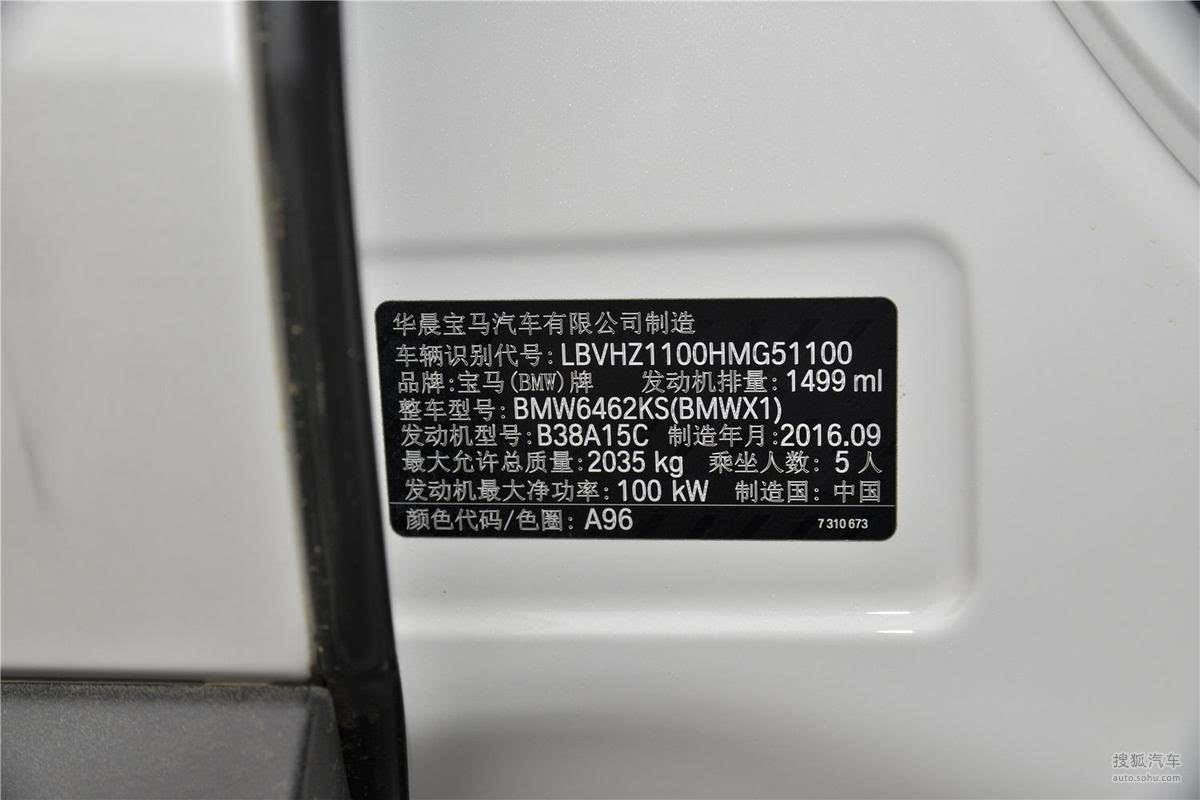 华晨宝马汽车有限公司制造
车辆识别代号: LBVHZ1100HMG51100
品牌: 宝马(BMW)牌 发动机排量: 1499 ml
整车型号: BMW6462KS(BMWX1)
发动机型号: B38A15C 制造年月: 2016.09
最大允许总质量: 2035 kg 乘坐人数: 5 人
发动机最大净功率: 100 kW 制造国: 中国
颜色代码/色圈: A96 7 310 673
搜狐汽车
auto.sohu.com